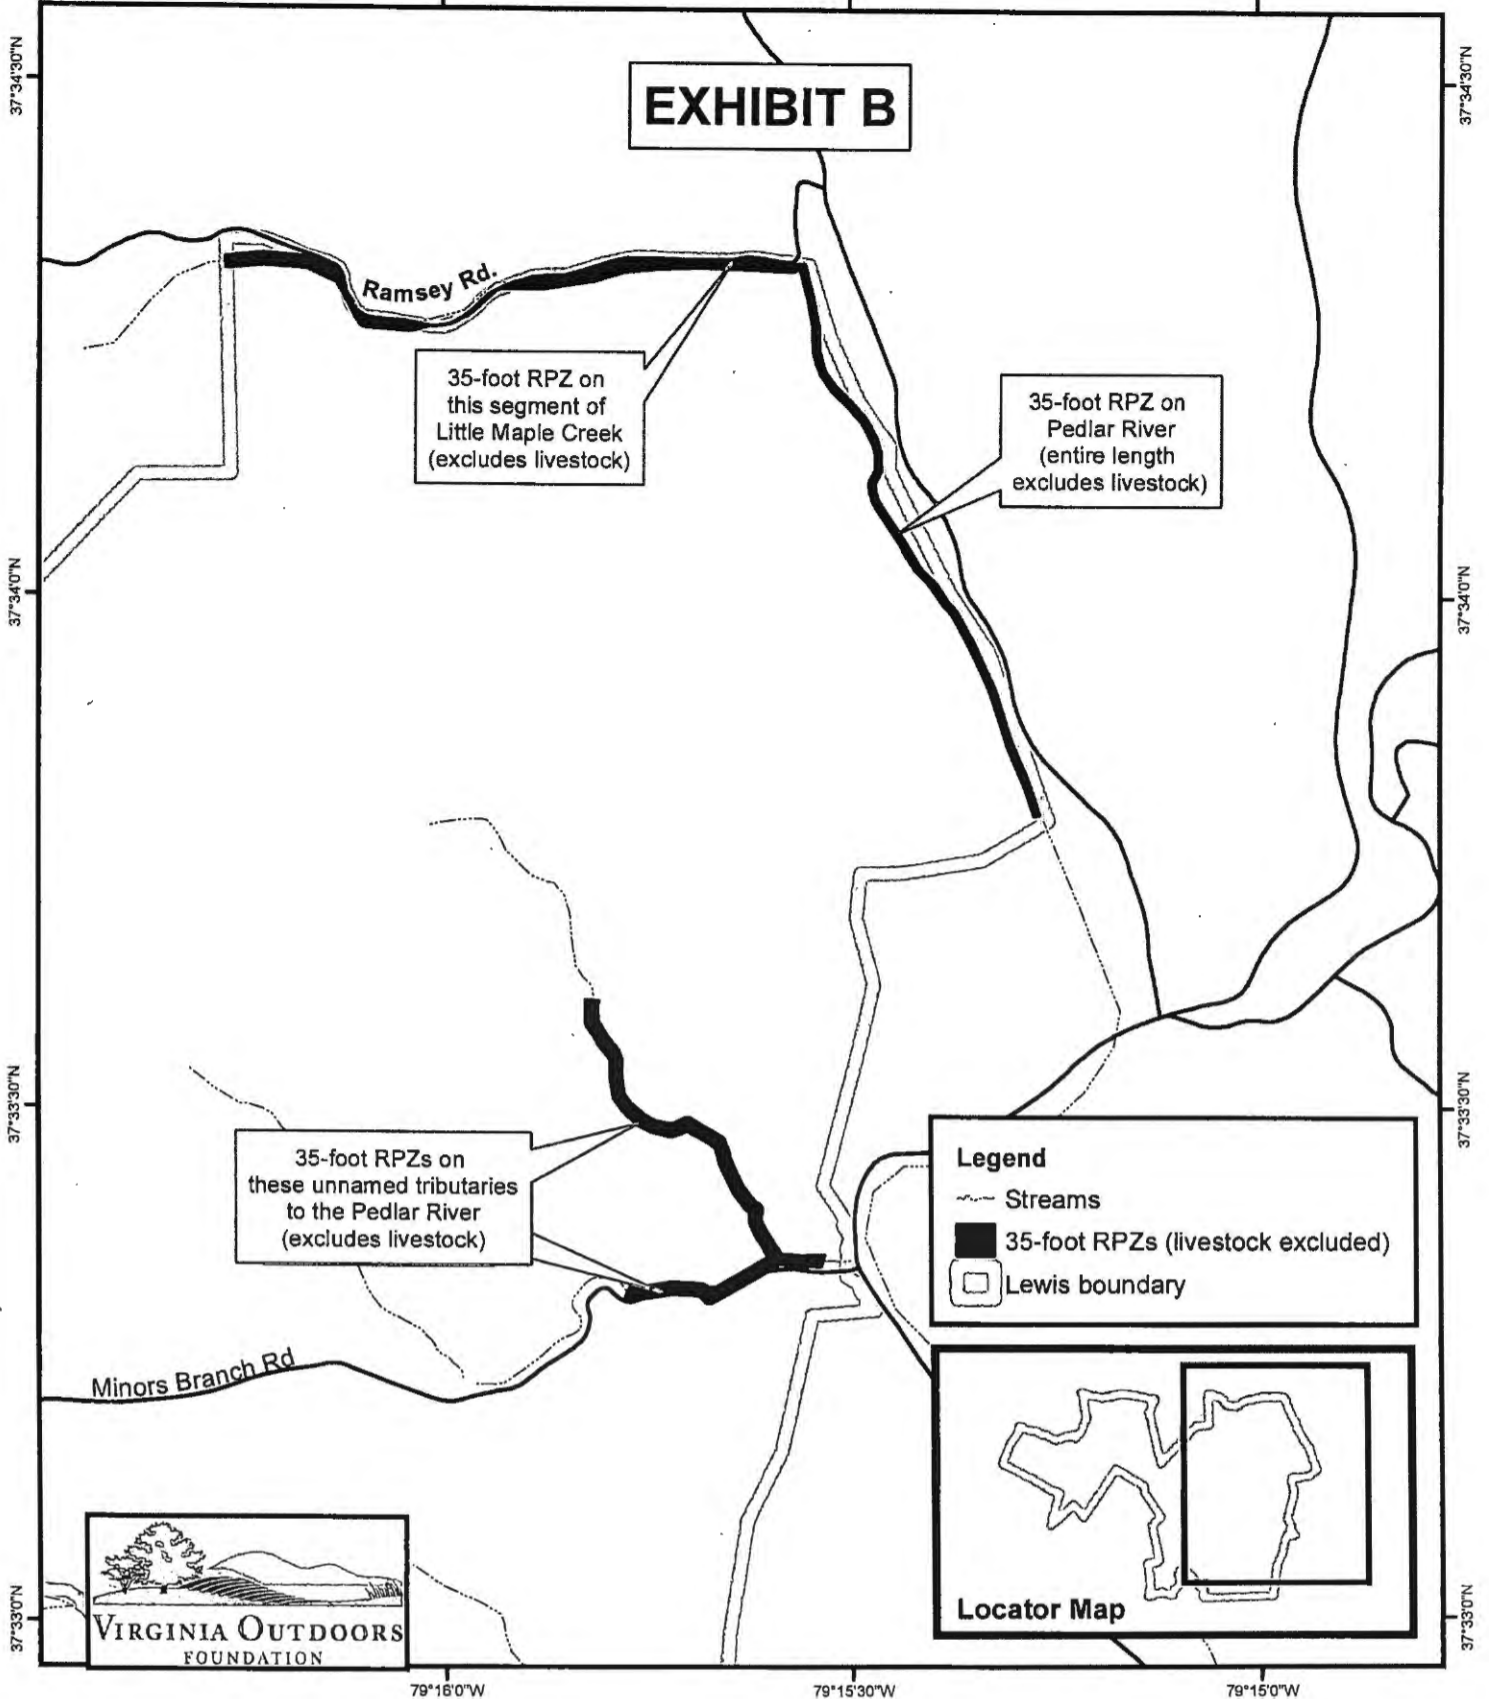 EXHIBIT B
37°34'30"N
37°34'30"N
Ramsey Rd.
35-foot RPZ on
this segment of
Little Maple Creek
(excludes livestock)
35-foot RPZ on
Pedlar River
(entire length
excludes livestock)
37°34'0"N
37°34'0"N
37°33'30"N
37°33'30"N
35-foot RPZs on
these unnamed tributaries
to the Pedlar River
(excludes livestock)
Legend
Streams
35-foot RPZs (livestock excluded)
Lewis boundary
Minors Branch Rd
Locator Map
VIRGINIA OUTDOORS
FOUNDATION
37°33'0"N
37°33'0"N
79°16'0"W
79°15'30"W
79°15'0"W